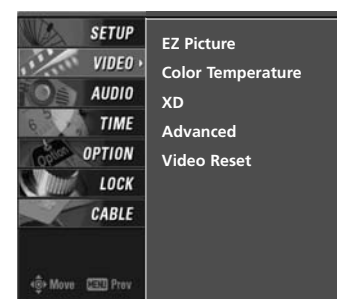 SETUP
VIDEO
AUDIO
TIME
OPTION
LOCK
CABLE
Move MENU Prev
EZ Picture
Color Temperature
XD
Advanced
Video Reset